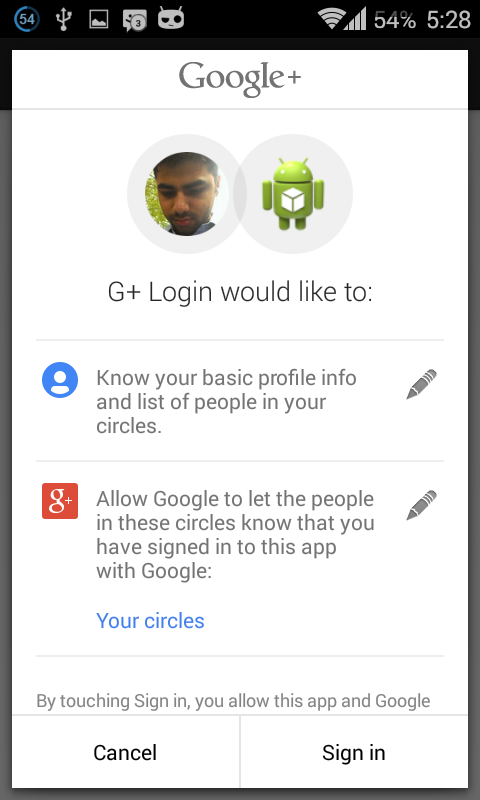 54 3 54% 5:28
Google+
G+ Login would like to:
Know your basic profile info
and list of people in your
circles.
g+
Allow Google to let the people
in these circles know that you
have signed in to this app
with Google:
Your circles
By touching Sign in, you allow this app and Google
Cancel Sign in